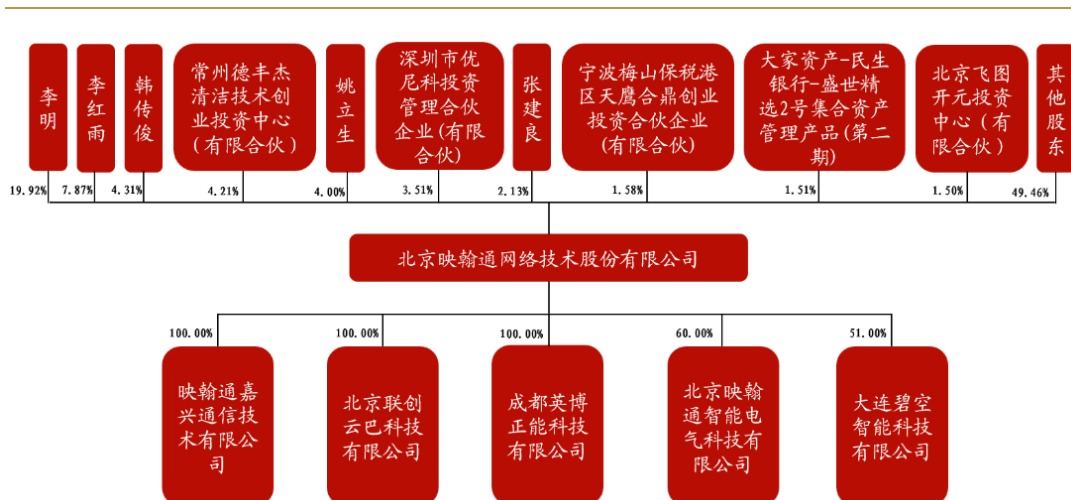 李明
李红雨
韩传俊
常州德丰杰
清洁技术创
业投资中心
（有限合伙）
姚立生
深圳市优
尼科投资
管理合伙
企业(有限
合伙)
张建良
宁波梅山保税港
区天鹰合鼎创业
投资合伙企业
(有限合伙)
大家资产-民生
银行-盛世精
选2号集合资产
管理产品(第二
期)
北京飞图
开元投资
中心（有
限合伙）
其他股东
19.92%
7.87%
4.31%
4.21%
4.00%
3.51%
2.13%
1.58%
1.51%
1.50%
49.46%
北京映翰通网络技术股份有限公司
100.00%
100.00%
100.00%
60.00%
51.00%
映翰通嘉
兴通信技
术有限公
司
北京联创
云巴科技
有限公司
成都英博
正能科技
有限公司
北京映翰
通智能电
气科技有
限公司
大连碧空
智能科技
有限公司